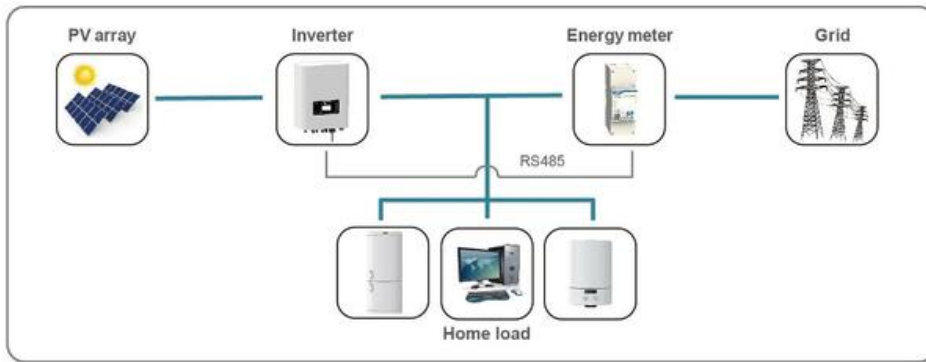 PV array
Inverter
Energy meter
Grid
RS485
Home load